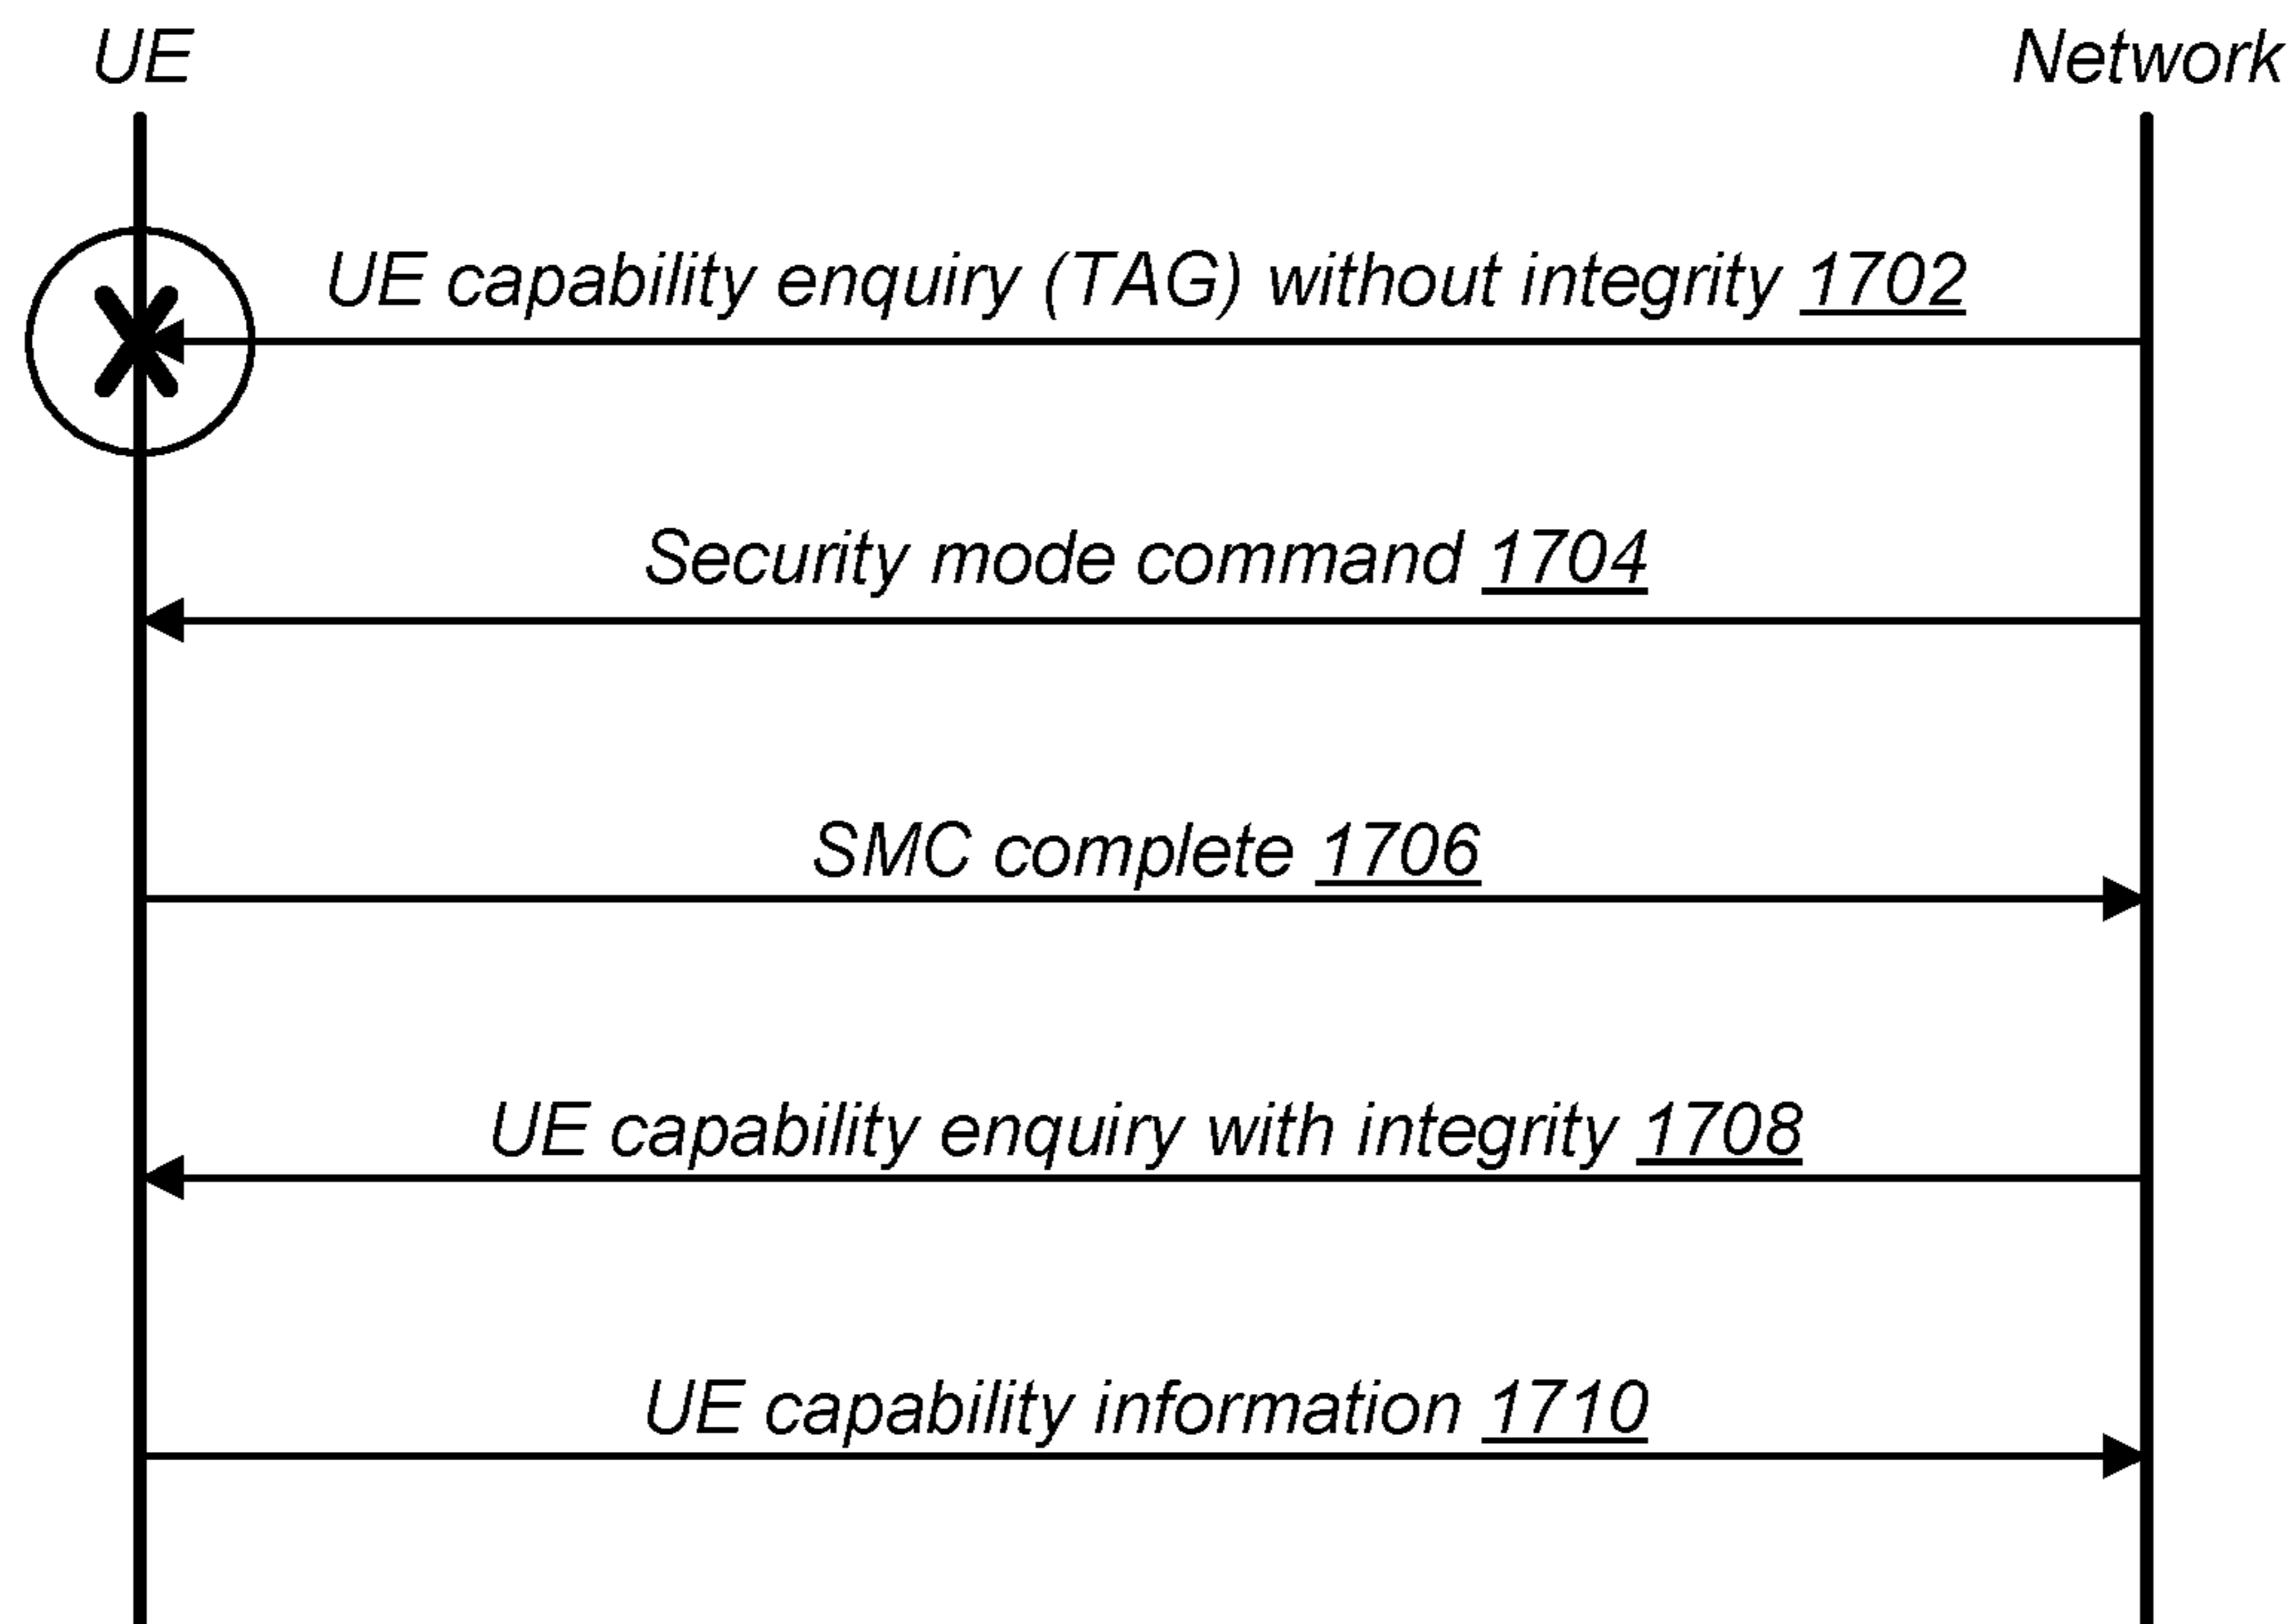 UE
Network
UE capability enquiry (TAG) without integrity 1702
Security mode command 1704
SMC complete 1706
UE capability enquiry with integrity 1708
UE capability information 1710